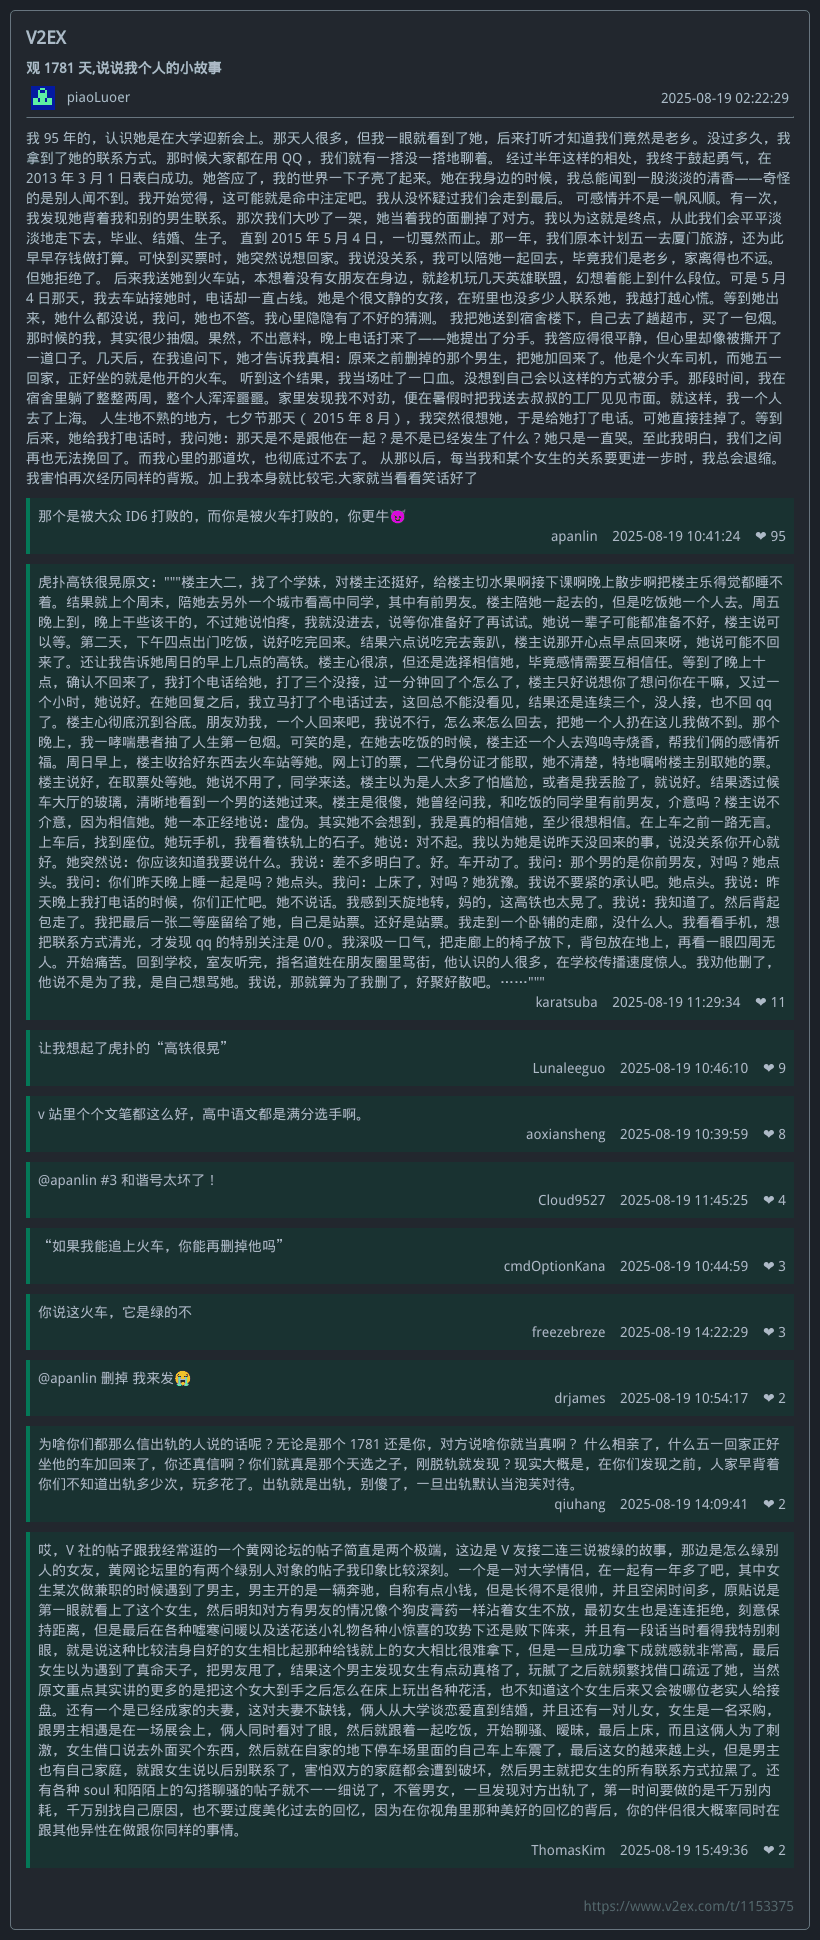 V2EX
观 1781 天,说说我个人的小故事
piaoLuoer
2025-08-19 02:22:29
我 95 年的，认识她是在大学迎新会上。那天人很多，但我一眼就看到了她，后来打听才知道我们竟然是老乡。没过多久，我
拿到了她的联系方式。那时候大家都在用 QQ ，我们就有一搭没一搭地聊着。 经过半年这样的相处，我终于鼓起勇气，在
2013 年 3 月 1 日表白成功。她答应了，我的世界一下子亮了起来。她在我身边的时候，我总能闻到一股淡淡的清香——奇怪
的是别人闻不到。我开始觉得，这可能就是命中注定吧。我从没怀疑过我们会走到最后。 可感情并不是一帆风顺。有一次，
我发现她背着我和别的男生联系。那次我们大吵了一架，她当着我的面删掉了对方。我以为这就是终点，从此我们会平平淡
淡地走下去，毕业、结婚、生子。 直到 2015 年 5 月 4 日，一切戛然而止。那一年，我们原本计划五一去厦门旅游，还为此
早早存钱做打算。可快到买票时，她突然说想回家。我说没关系，我可以陪她一起回去，毕竟我们是老乡，家离得也不远。
但她拒绝了。 后来我送她到火车站，本想着没有女朋友在身边，就趁机玩几天英雄联盟，幻想着能上到什么段位。可是 5 月
4 日那天，我去车站接她时，电话却一直占线。她是个很文静的女孩，在班里也没多少人联系她，我越打越心慌。等到她出
来，她什么都没说，我问，她也不答。我心里隐隐有了不好的猜测。 我把她送到宿舍楼下，自己去了趟超市，买了一包烟。
那时候的我，其实很少抽烟。果然，不出意料，晚上电话打来了——她提出了分手。我答应得很平静，但心里却像被撕开了
一道口子。几天后，在我追问下，她才告诉我真相：原来之前删掉的那个男生，把她加回来了。他是个火车司机，而她五一
回家，正好坐的就是他开的火车。 听到这个结果，我当场吐了一口血。没想到自己会以这样的方式被分手。那段时间，我在
宿舍里躺了整整两周，整个人浑浑噩噩。家里发现我不对劲，便在暑假时把我送去叔叔的工厂见见市面。就这样，我一个人
去了上海。 人生地不熟的地方，七夕节那天（ 2015 年 8 月），我突然很想她，于是给她打了电话。可她直接挂掉了。等到
后来，她给我打电话时，我问她：那天是不是跟他在一起？是不是已经发生了什么？她只是一直哭。至此我明白，我们之间
再也无法挽回了。而我心里的那道坎，也彻底过不去了。 从那以后，每当我和某个女生的关系要更进一步时，我总会退缩。
我害怕再次经历同样的背叛。加上我本身就比较宅.大家就当看看笑话好了
那个是被大众 ID6 打败的，而你是被火车打败的，你更牛😈
apanlin 2025-08-19 10:41:24 ❤ 95
虎扑高铁很晃原文："""楼主大二，找了个学妹，对楼主还挺好，给楼主切水果啊接下课啊晚上散步啊把楼主乐得觉都睡不
着。结果就上个周末，陪她去另外一个城市看高中同学，其中有前男友。楼主陪她一起去的，但是吃饭她一个人去。周五
晚上到，晚上干些该干的，不过她说怕疼，我就没进去，说等你准备好了再试试。她说一辈子可能都准备不好，楼主说可
以等。第二天，下午四点出门吃饭，说好吃完回来。结果六点说吃完去轰趴，楼主说那开心点早点回来呀，她说可能不回
来了。还让我告诉她周日的早上几点的高铁。楼主心很凉，但还是选择相信她，毕竟感情需要互相信任。等到了晚上十
点，确认不回来了，我打个电话给她，打了三个没接，过一分钟回了个怎么了，楼主只好说想你了想问你在干嘛，又过一
个小时，她说好。在她回复之后，我立马打了个电话过去，这回总不能没看见，结果还是连续三个，没人接，也不回 qq
了。楼主心彻底沉到谷底。朋友劝我，一个人回来吧，我说不行，怎么来怎么回去，把她一个人扔在这儿我做不到。那个
晚上，我一哮喘患者抽了人生第一包烟。可笑的是，在她去吃饭的时候，楼主还一个人去鸡鸣寺烧香，帮我们俩的感情祈
福。周日早上，楼主收拾好东西去火车站等她。网上订的票，二代身份证才能取，她不清楚，特地嘱咐楼主别取她的票。
楼主说好，在取票处等她。她说不用了，同学来送。楼主以为是人太多了怕尴尬，或者是我丢脸了，就说好。结果透过候
车大厅的玻璃，清晰地看到一个男的送她过来。楼主是很傻，她曾经问我，和吃饭的同学里有前男友，介意吗？楼主说不
介意，因为相信她。她一本正经地说：虚伪。其实她不会想到，我是真的相信她，至少很想相信。在上车之前一路无言。
上车后，找到座位。她玩手机，我看着铁轨上的石子。她说：对不起。我以为她是说昨天没回来的事，说没关系你开心就
好。她突然说：你应该知道我要说什么。我说：差不多明白了。好。车开动了。我问：那个男的是你前男友，对吗？她点
头。我问：你们昨天晚上睡一起是吗？她点头。我问：上床了，对吗？她犹豫。我说不要紧的承认吧。她点头。我说：昨
天晚上我打电话的时候，你们正忙吧。她不说话。我感到天旋地转，妈的，这高铁也太晃了。我说：我知道了。然后背起
包走了。我把最后一张二等座留给了她，自己是站票。还好是站票。我走到一个卧铺的走廊，没什么人。我看看手机，想
把联系方式清光，才发现 qq 的特别关注是 0/0 。我深吸一口气，把走廊上的椅子放下，背包放在地上，再看一眼四周无
人。开始痛苦。回到学校，室友听完，指名道姓在朋友圈里骂街，他认识的人很多，在学校传播速度惊人。我劝他删了，
他说不是为了我，是自己想骂她。我说，那就算为了我删了，好聚好散吧。……"""
karatsuba 2025-08-19 11:29:34 ❤ 11
让我想起了虎扑的“高铁很晃”
Lunaleeguo 2025-08-19 10:46:10 ❤ 9
v 站里个个文笔都这么好，高中语文都是满分选手啊。
aoxiansheng 2025-08-19 10:39:59 ❤ 8
@apanlin #3 和谐号太坏了！
Cloud9527 2025-08-19 11:45:25 ❤ 4
“如果我能追上火车，你能再删掉他吗”
cmdOptionKana 2025-08-19 10:44:59 ❤ 3
你说这火车，它是绿的不
freezebreze 2025-08-19 14:22:29 ❤ 3
@apanlin 删掉 我来发😭
drjames 2025-08-19 10:54:17 ❤ 2
为啥你们都那么信出轨的人说的话呢？无论是那个 1781 还是你，对方说啥你就当真啊？ 什么相亲了，什么五一回家正好
坐他的车加回来了，你还真信啊？你们就真是那个天选之子，刚脱轨就发现？现实大概是，在你们发现之前，人家早背着
你们不知道出轨多少次，玩多花了。出轨就是出轨，别傻了，一旦出轨默认当泡芙对待。
qiuhang 2025-08-19 14:09:41 ❤ 2
哎，V 社的帖子跟我经常逛的一个黄网论坛的帖子简直是两个极端，这边是 V 友接二连三说被绿的故事，那边是怎么绿别
人的女友，黄网论坛里的有两个绿别人对象的帖子我印象比较深刻。一个是一对大学情侣，在一起有一年多了吧，其中女
生某次做兼职的时候遇到了男主，男主开的是一辆奔驰，自称有点小钱，但是长得不是很帅，并且空闲时间多，原贴说是
第一眼就看上了这个女生，然后明知对方有男友的情况像个狗皮膏药一样沾着女生不放，最初女生也是连连拒绝，刻意保
持距离，但是最后在各种嘘寒问暖以及送花送小礼物各种小惊喜的攻势下还是败下阵来，并且有一段话当时看得我特别刺
眼，就是说这种比较洁身自好的女生相比起那种给钱就上的女大相比很难拿下，但是一旦成功拿下成就感就非常高，最后
女生以为遇到了真命天子，把男友甩了，结果这个男主发现女生有点动真格了，玩腻了之后就频繁找借口疏远了她，当然
原文重点其实讲的更多的是把这个女大到手之后怎么在床上玩出各种花活，也不知道这个女生后来又会被哪位老实人给接
盘。还有一个是已经成家的夫妻，这对夫妻不缺钱，俩人从大学谈恋爱直到结婚，并且还有一对儿女，女生是一名采购，
跟男主相遇是在一场展会上，俩人同时看对了眼，然后就跟着一起吃饭，开始聊骚、暧昧，最后上床，而且这俩人为了刺
激，女生借口说去外面买个东西，然后就在自家的地下停车场里面的自己车上车震了，最后这女的越来越上头，但是男主
也有自己家庭，就跟女生说以后别联系了，害怕双方的家庭都会遭到破坏，然后男主就把女生的所有联系方式拉黑了。还
有各种 soul 和陌陌上的勾搭聊骚的帖子就不一一细说了，不管男女，一旦发现对方出轨了，第一时间要做的是千万别内
耗，千万别找自己原因，也不要过度美化过去的回忆，因为在你视角里那种美好的回忆的背后，你的伴侣很大概率同时在
跟其他异性在做跟你同样的事情。
ThomasKim 2025-08-19 15:49:36 ❤ 2
https://www.v2ex.com/t/1153375